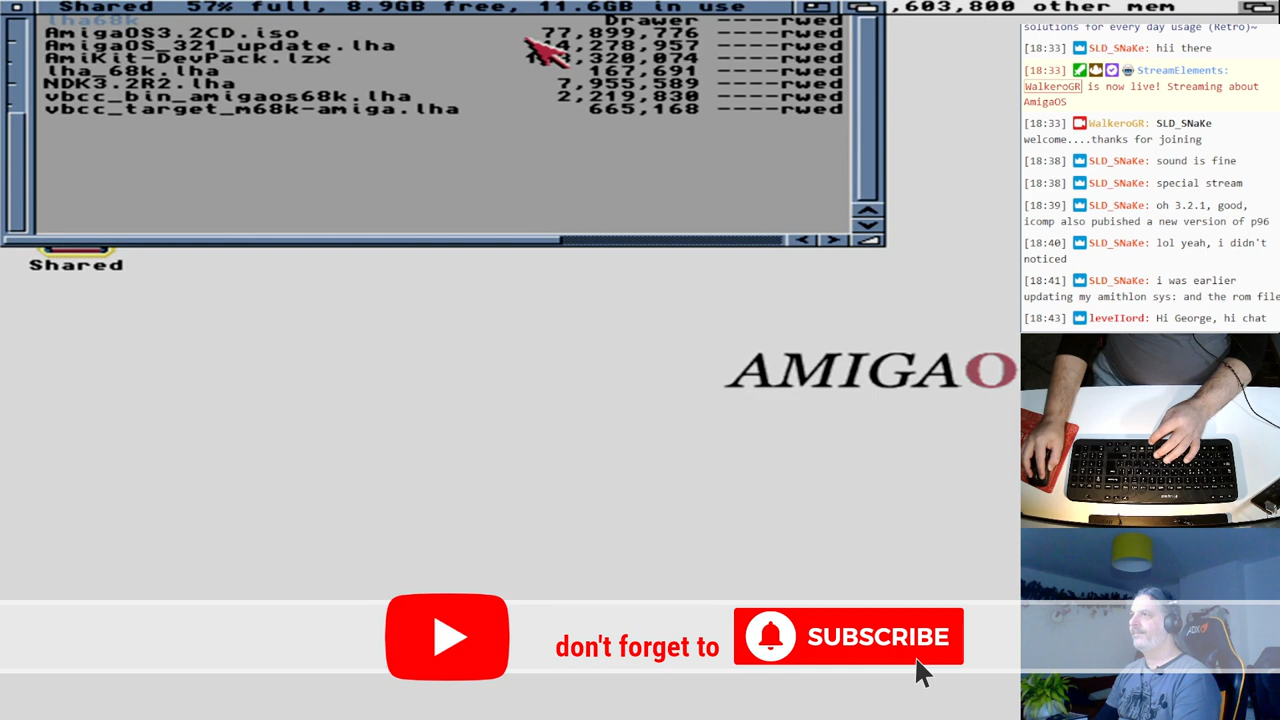 Shared 57% full, 8.9GB free, 11.6GB in use
,603,800 other mem
lha68k Drawer ----rwed
AmigaOS3.2CD.iso 77,899,776 ----rwed
AmigaOS_321_update.lha 4,278,957 ----rwed
AmiKit-DevPack.lzx 320,074 ----rwed
lha_68k.lha 167,691 ----rwed
NDK3.2R2.lha 7,955,589 ----rwed
vbcc_bin_amigaos68k.lha 2,219,830 ----rwed
vbcc_target_m68k-amiga.lha 665,168 ----rwed
Shared
AMIGAO
don't forget to
SUBSCRIBE
solutions for every day usage (Retro)~
[18:33] SLD_SNaKe: hii there
[18:33] StreamElements:
WalkeroGR is now live! Streaming about
AmigaOS
[18:33] WalkeroGR: SLD_SNaKe
welcome....thanks for joining
[18:38] SLD_SNaKe: sound is fine
[18:38] SLD_SNaKe: special stream
[18:39] SLD_SNaKe: oh 3.2.1, good,
icomp also pubished a new version of p96
[18:40] SLD_SNaKe: lol yeah, i didn't
noticed
[18:41] SLD_SNaKe: i was earlier
updating my amithlon sys: and the rom file
[18:43] leveIIord: Hi George, hi chat